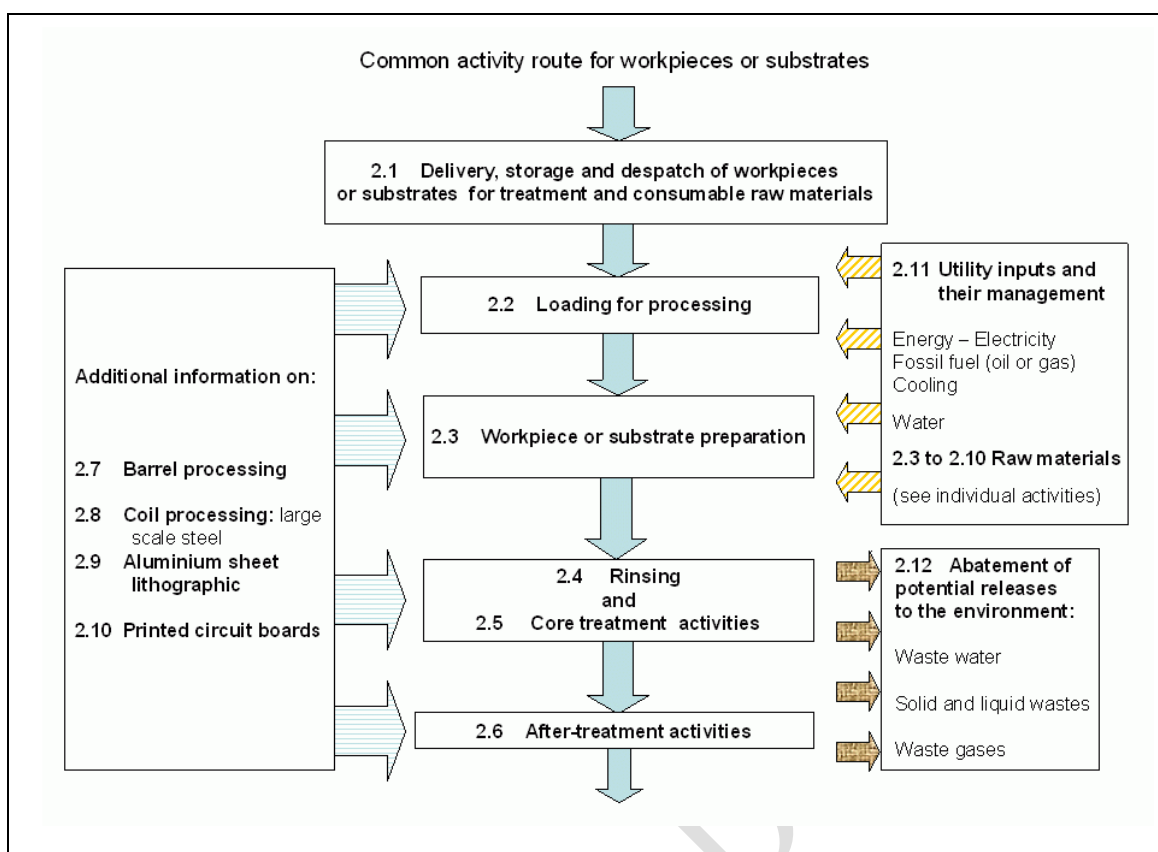 Common activity route for workpieces or substrates
2.1 Delivery, storage and despatch of workpieces
or substrates for treatment and consumable raw materials
2.2 Loading for processing
2.3 Workpiece or substrate preparation
2.4 Rinsing
and
2.5 Core treatment activities
2.6 After-treatment activities
Additional information on:
2.7 Barrel processing
2.8 Coil processing: large
scale steel
2.9 Aluminium sheet
lithographic
2.10 Printed circuit boards
2.11 Utility inputs and
their management
Energy – Electricity
Fossil fuel (oil or gas)
Cooling
Water
2.3 to 2.10 Raw materials
(see individual activities)
2.12 Abatement of
potential releases
to the environment:
Waste water
Solid and liquid wastes
Waste gases